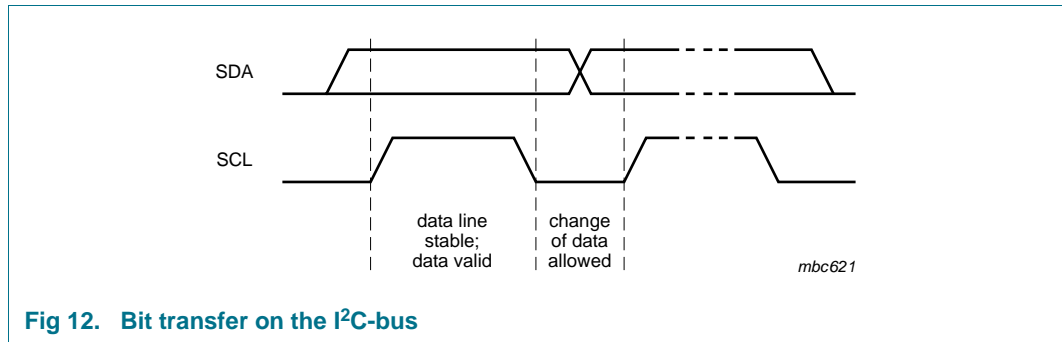 SDA
SCL
data line
stable;
data valid
change
of data
allowed
mbc621
Fig 12. Bit transfer on the I²C-bus